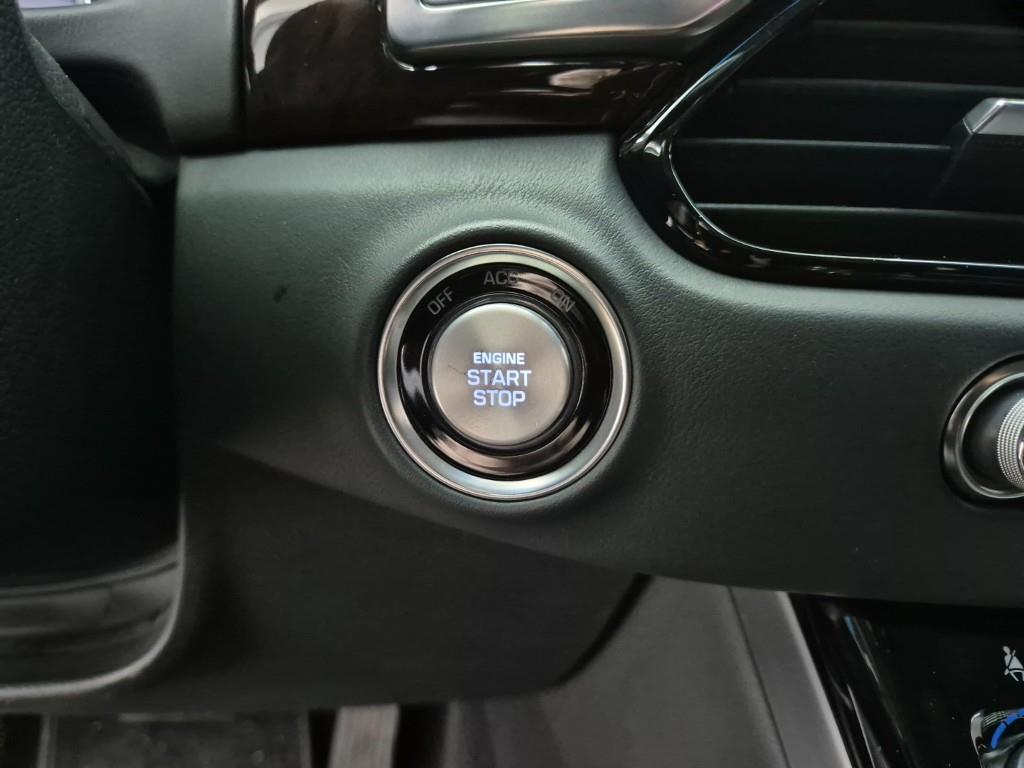 OFF ACC ON
ENGINE
START
STOP